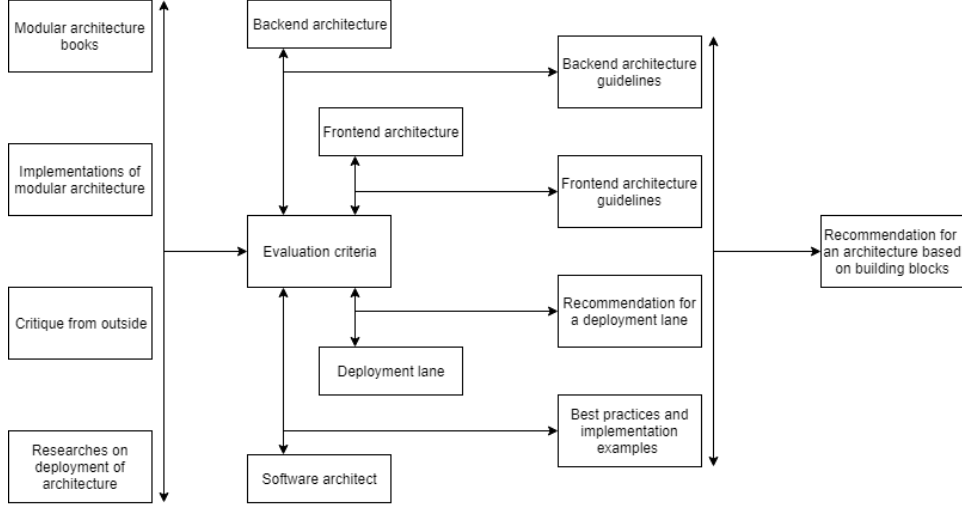 Modular architecture
books
Implementations of
modular architecture
Critique from outside
Researches on
deployment of
architecture
Backend architecture
Frontend architecture
Evaluation criteria
Deployment lane
Software architect
Backend architecture
guidelines
Frontend architecture
guidelines
Recommendation for
a deployment lane
Best practices and
implementation
examples
Recommendation for
an architecture based
on building blocks